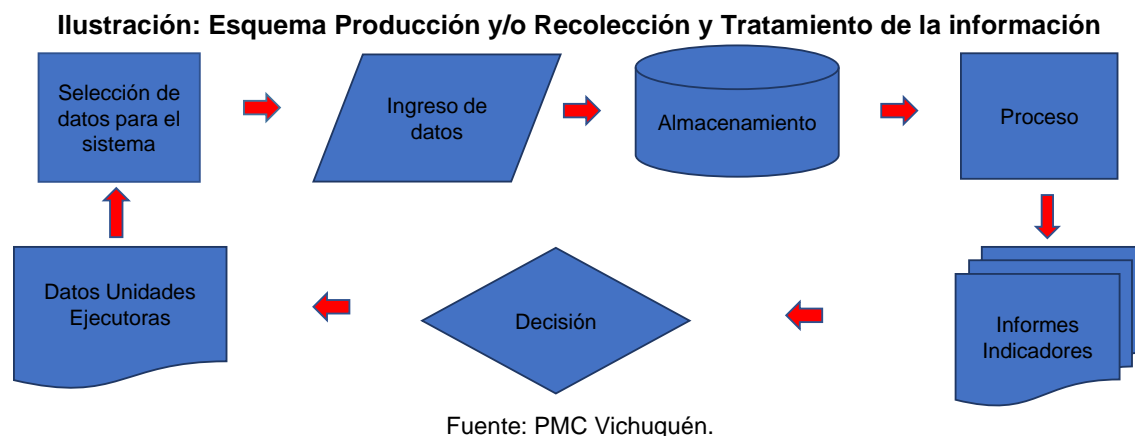 Ilustración: Esquema Producción y/o Recolección y Tratamiento de la información
Selección de
datos para el
sistema
Ingreso de
datos
Almacenamiento
Proceso
Datos Unidades
Ejecutoras
Decisión
Informes
Indicadores
Fuente: PMC Vichuquén.